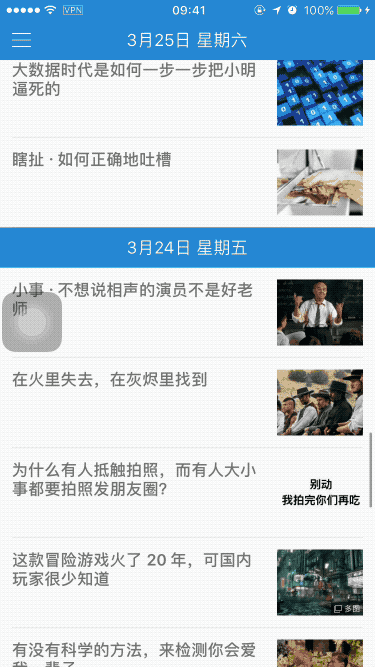 VPN
09:41
100%
3月25日 星期六
大数据时代是如何一步一步把小明
逼死的
瞎扯 · 如何正确地吐槽
3月24日 星期五
小事 · 不想说相声的演员不是好老
师
在火里失去，在灰烬里找到
为什么有人抵触拍照，而有人大小
事都要拍照发朋友圈？
别动
我拍完你们再吃
这款冒险游戏火了 20 年，可国内
玩家很少知道
多图
有没有科学的方法，来检测你会爱
我一辈子